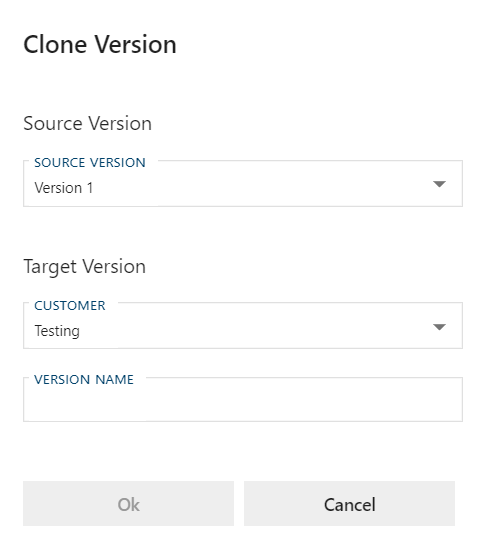 Clone Version
Source Version
SOURCE VERSION
Version 1
Target Version
CUSTOMER
Testing
VERSION NAME
Ok
Cancel